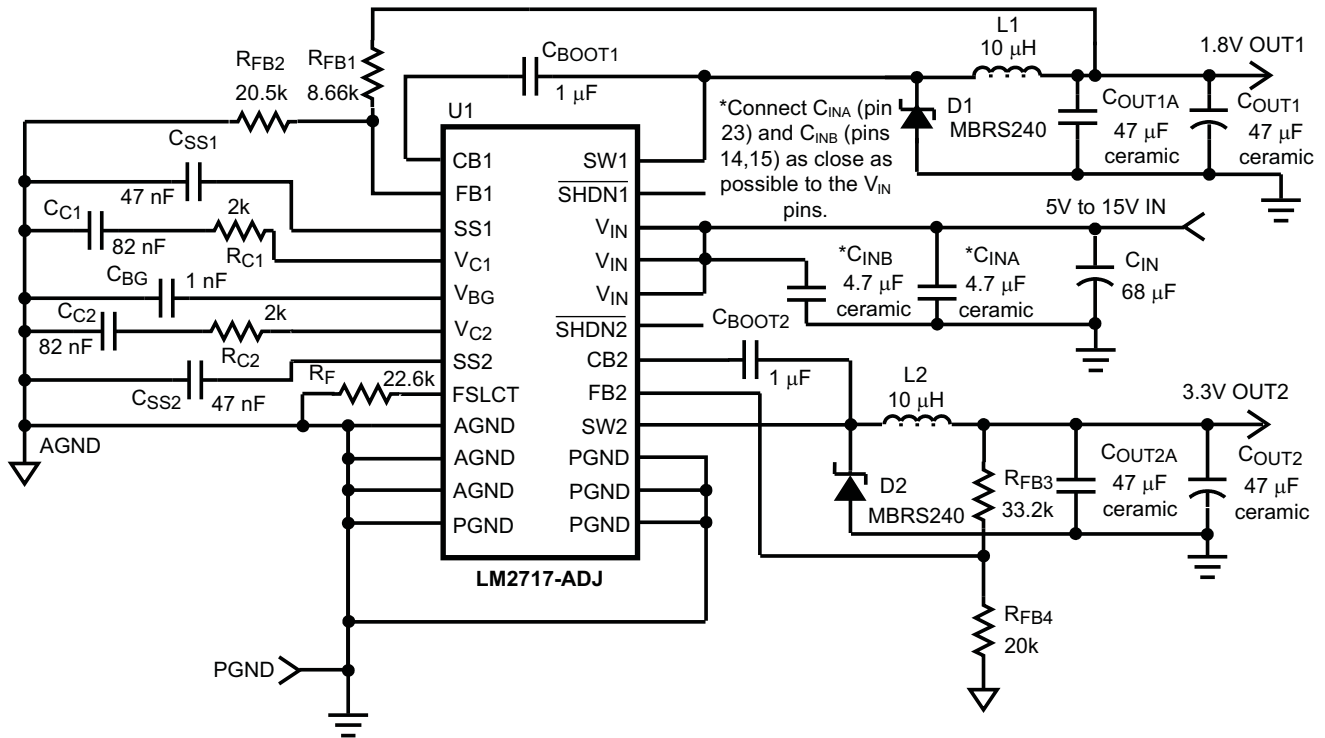 L1
10 μH
1.8V OUT1
CBOOT1
1 μF
RFB2
20.5k
RFB1
8.66k
U1
*Connect CINA (pin
23) and CINB (pins
14,15) as close as
possible to the VIN
pins.
D1
MBRS240
COUT1A
47 μF
ceramic
COUT1
47 μF
ceramic
CSS1
47 nF
CC1
82 nF
2k
RC1
CBG
1 nF
CC2
82 nF
2k
RC2
CSS2
47 nF
RF
22.6k
AGND
CB1
FB1
SS1
VC1
VBG
VC2
SS2
FSLCT
AGND
AGND
AGND
PGND
SW1
SHDN1
VIN
VIN
VIN
SHDN2
CB2
FB2
SW2
PGND
PGND
PGND
LM2717-ADJ
5V to 15V IN
*CINB
4.7 μF
ceramic
*CINA
4.7 μF
ceramic
CIN
68 μF
CBOOT2
1 μF
L2
10 μH
3.3V OUT2
D2
MBRS240
RFB3
33.2k
COUT2A
47 μF
ceramic
COUT2
47 μF
ceramic
RFB4
20k
PGND